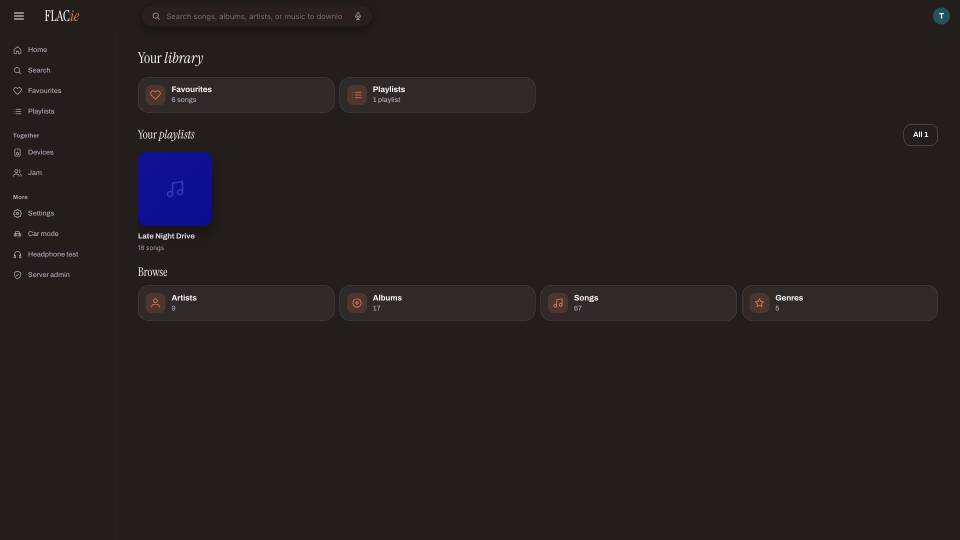 FLACie
Search songs, albums, artists, or music to downlo
T
Home
Search
Favourites
Playlists
Together
Devices
Jam
More
Settings
Car mode
Headphone test
Server admin
Your library
Favourites
6 songs
Playlists
1 playlist
Your playlists
All 1
Late Night Drive
18 songs
Browse
Artists
9
Albums
17
Songs
67
Genres
5